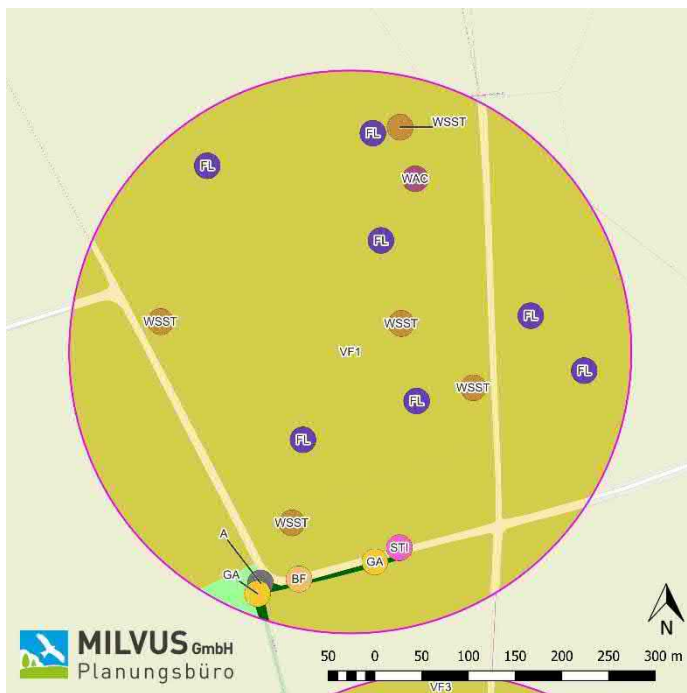 FL
WSST
FL
WAC
FL
FL
WSST
WSST
VF1
FL
WSST
FL
FL
WSST
A
STI
GA
GA
BF
N
MILVUS GmbH
Planungsbüro
50 0 50 100 150 200 250 300 m
VF3